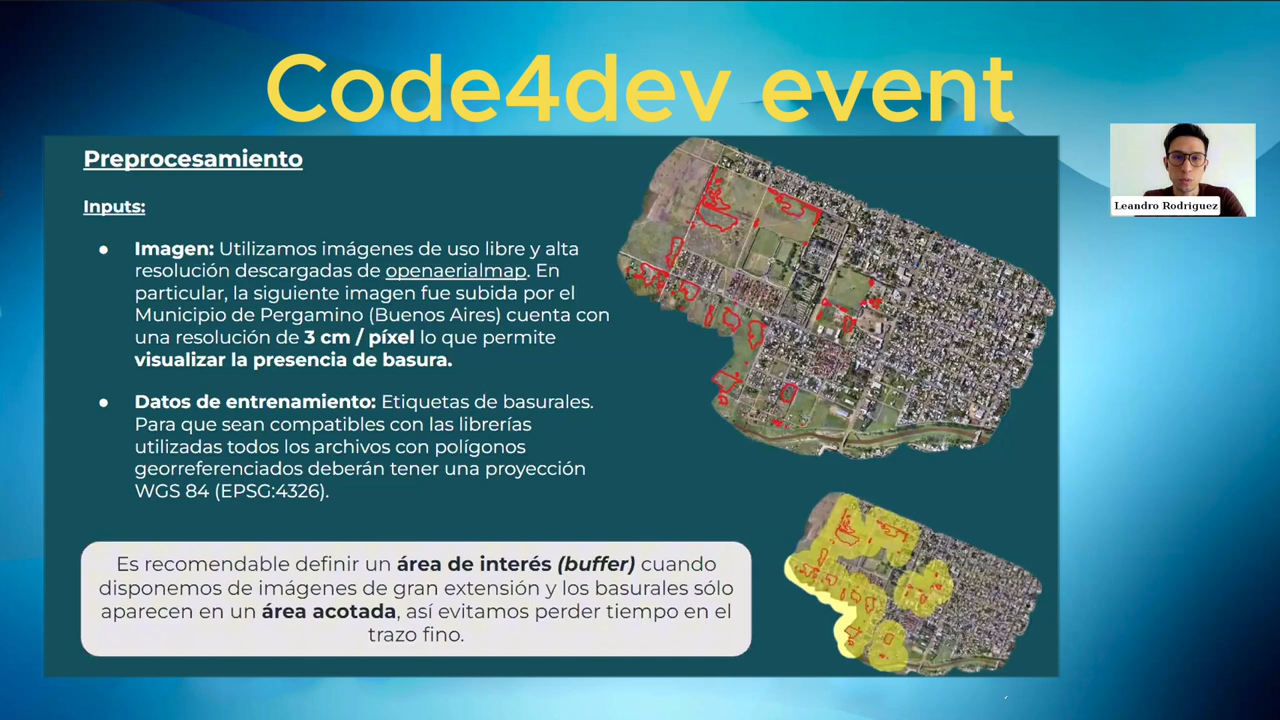 Code4dev event
Preprocesamiento
Inputs:
● Imagen: Utilizamos imágenes de uso libre y alta
resolución descargadas de openaerialmap. En
particular, la siguiente imagen fue subida por el
Municipio de Pergamino (Buenos Aires) cuenta con
una resolución de 3 cm / píxel lo que permite
visualizar la presencia de basura.
● Datos de entrenamiento: Etiquetas de basurales.
Para que sean compatibles con las librerías
utilizadas todos los archivos con polígonos
georreferenciados deberán tener una proyección
WGS 84 (EPSG:4326).
Es recomendable definir un área de interés (buffer) cuando
disponemos de imágenes de gran extensión y los basurales sólo
aparecen en un área acotada, así evitamos perder tiempo en el
trazo fino.
Leandro Rodriguez